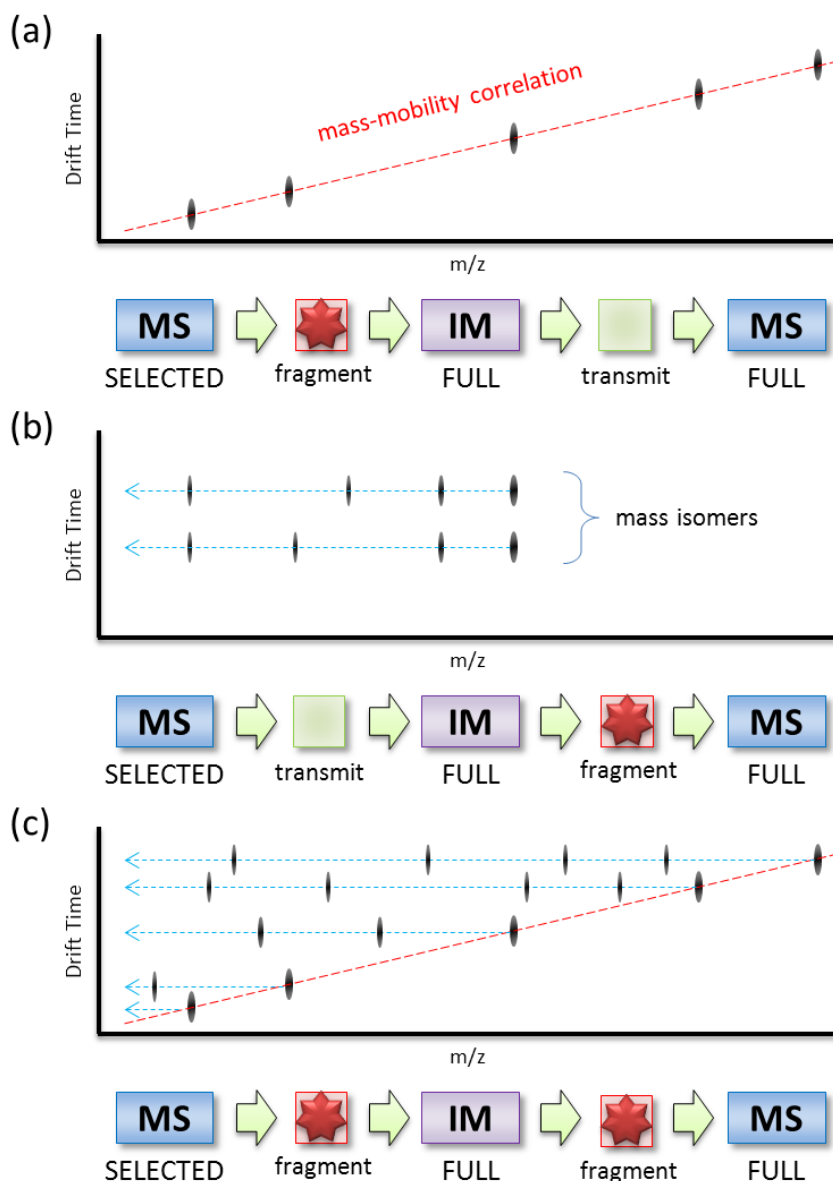 (a)
Drift Time
mass-mobility correlation
m/z
MS IM MS
SELECTED fragment FULL transmit FULL
(b)
Drift Time
mass isomers
m/z
MS IM MS
SELECTED transmit FULL fragment FULL
(c)
Drift Time
m/z
MS IM MS
SELECTED fragment FULL fragment FULL